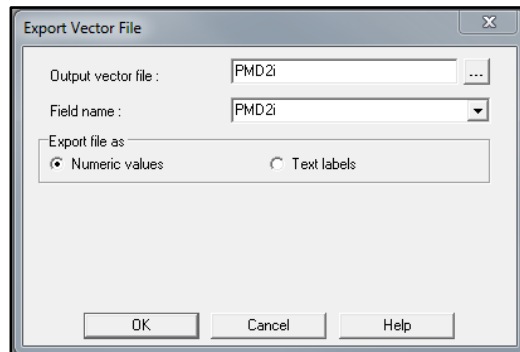 Export Vector File
Output vector file : PMD2i ...
Field name : PMD2i
Export file as
Numeric values Text labels
OK Cancel Help